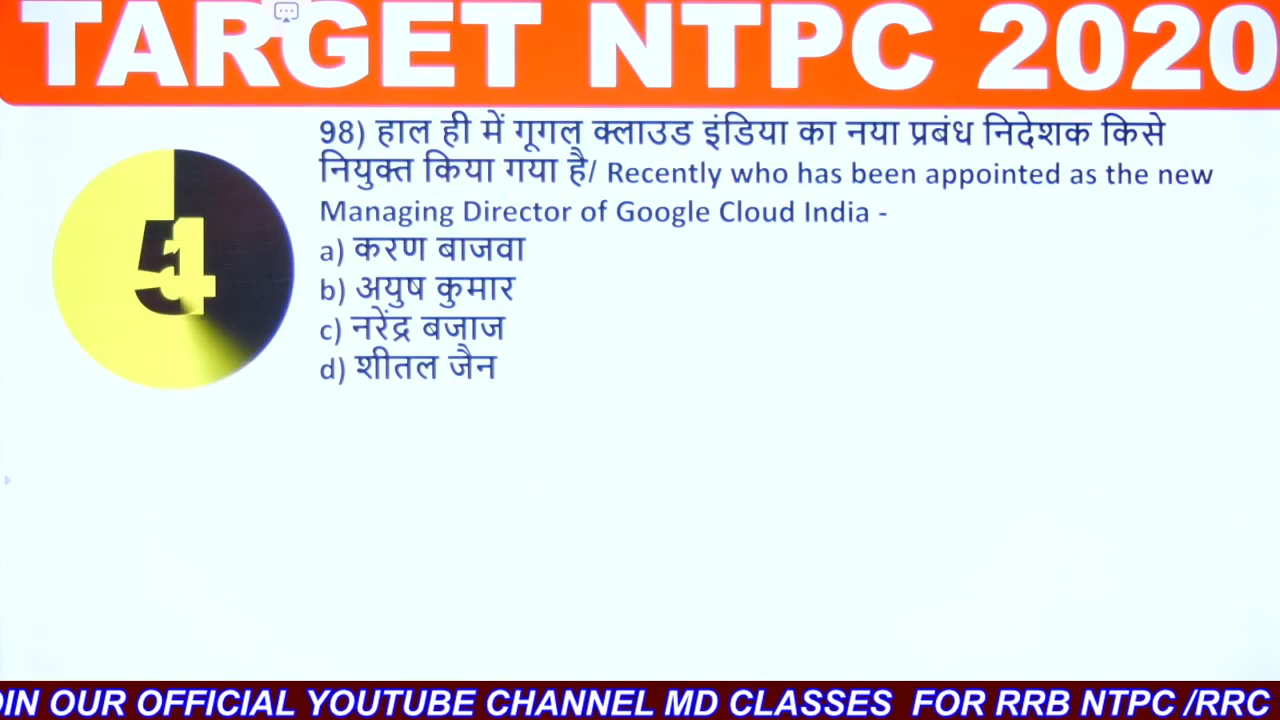 TARGET NTPC 2020
98) हाल ही में गूगल क्लाउड इंडिया का नया प्रबंध निदेशक किसे
नियुक्त किया गया है/ Recently who has been appointed as the new
Managing Director of Google Cloud India -
a) करण बाजवा
b) अयुष कुमार
c) नरेंद्र बजाज
d) शीतल जैन
OIN OUR OFFICIAL YOUTUBE CHANNEL MD CLASSES FOR RRB NTPC /RRC